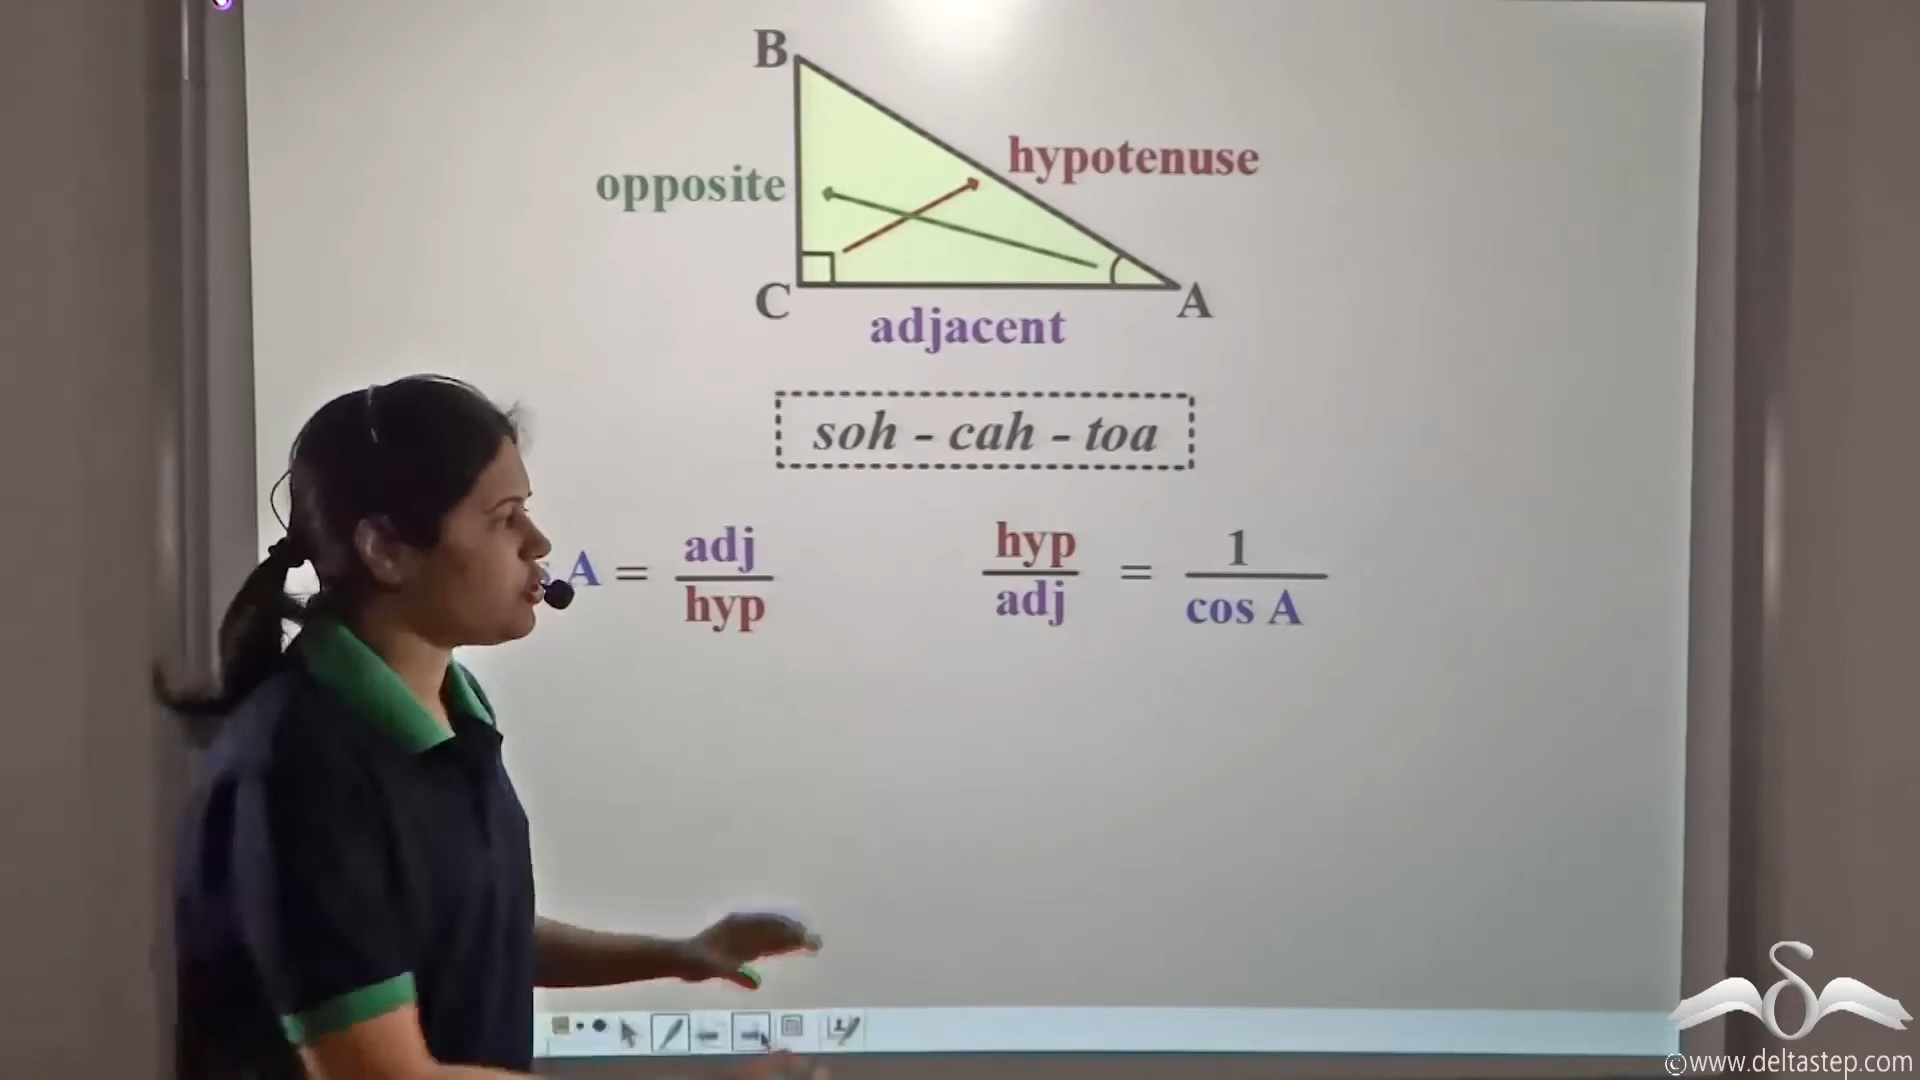 B
opposite
hypotenuse
C
A
adjacent
soh - cah - toa
A = adj / hyp
hyp / adj = 1 / cos A
©www.deltastep.com